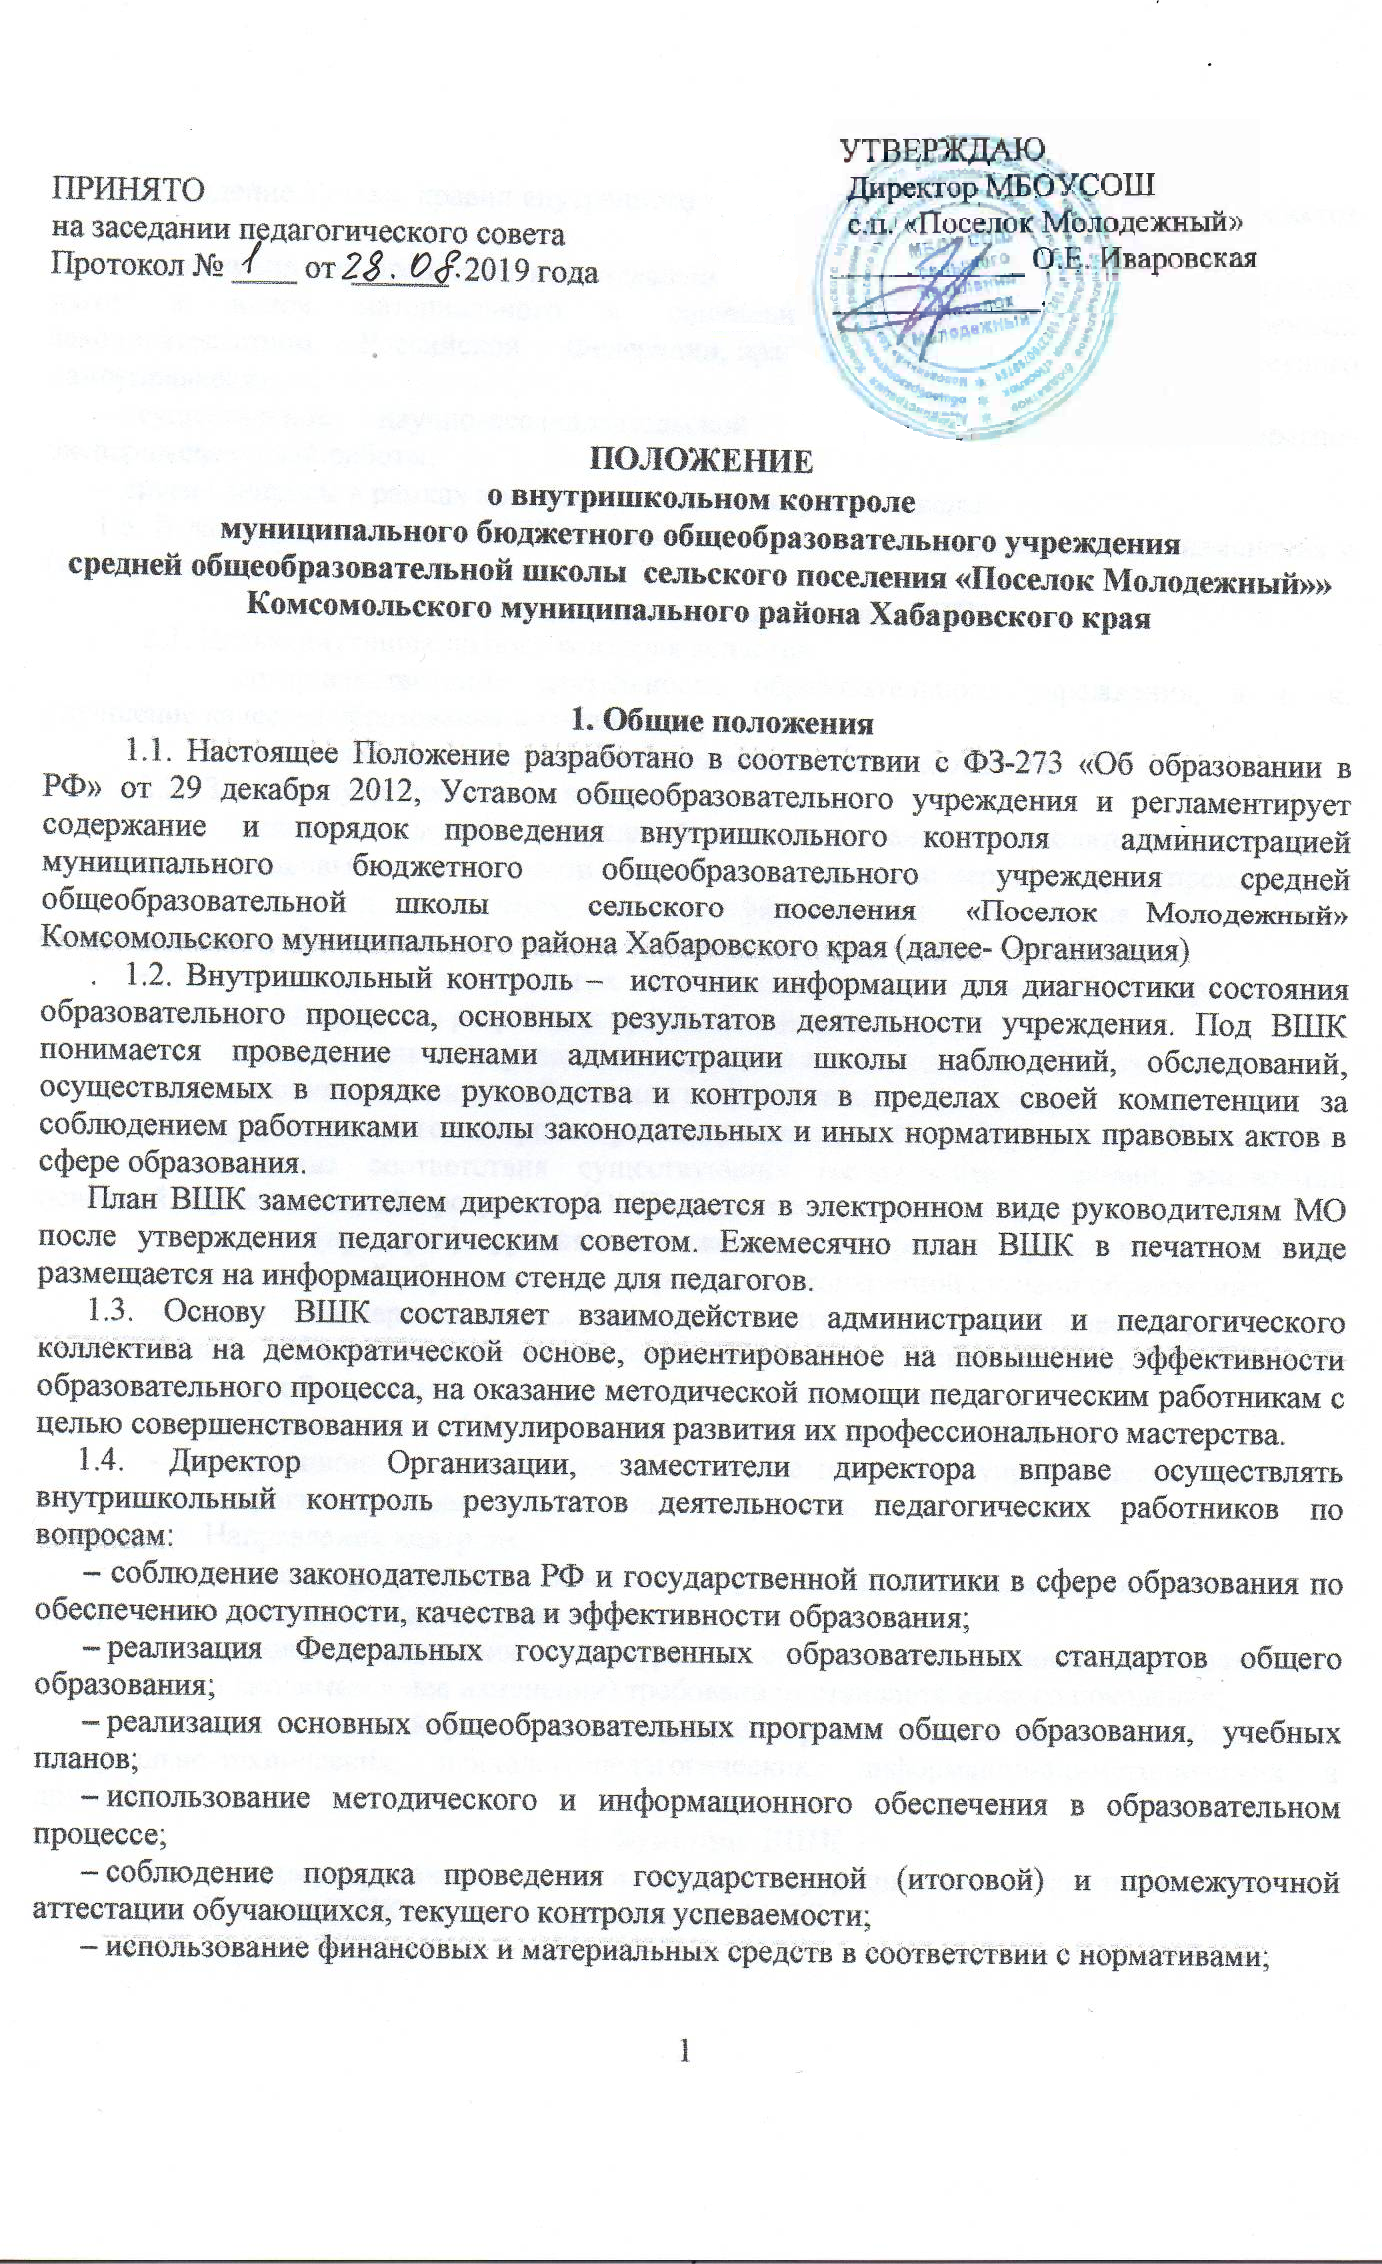 ПРИНЯТО
на заседании педагогического совета
Протокол № 1 от 28. 08.2019 года
УТВЕРЖДАЮ
Директор МБОУСОШ
с.п. «Поселок Молодежный»
О.Е. Иваровская
ПОЛОЖЕНИЕ
о внутришкольном контроле
муниципального бюджетного общеобразовательного учреждения
средней общеобразовательной школы сельского поселения «Поселок Молодежный»»
Комсомольского муниципального района Хабаровского края
1. Общие положения
1.1. Настоящее Положение разработано в соответствии с ФЗ-273 «Об образовании в
РФ» от 29 декабря 2012, Уставом общеобразовательного учреждения и регламентирует
содержание и порядок проведения внутришкольного контроля администрацией
муниципального бюджетного общеобразовательного учреждения средней
общеобразовательной школы сельского поселения «Поселок Молодежный»
Комсомольского муниципального района Хабаровского края (далее- Организация)
. 1.2. Внутришкольный контроль – источник информации для диагностики состояния
образовательного процесса, основных результатов деятельности учреждения. Под ВШК
понимается проведение членами администрации школы наблюдений, обследований,
осуществляемых в порядке руководства и контроля в пределах своей компетенции за
соблюдением работниками школы законодательных и иных нормативных правовых актов в
сфере образования.
План ВШК заместителем директора передается в электронном виде руководителям МО
после утверждения педагогическим советом. Ежемесячно план ВШК в печатном виде
размещается на информационном стенде для педагогов.
1.3. Основу ВШК составляет взаимодействие администрации и педагогического
коллектива на демократической основе, ориентированное на повышение эффективности
образовательного процесса, на оказание методической помощи педагогическим работникам с
целью совершенствования и стимулирования развития их профессионального мастерства.
1.4. Директор Организации, заместители директора вправе осуществлять
внутришкольный контроль результатов деятельности педагогических работников по
вопросам:
– соблюдение законодательства РФ и государственной политики в сфере образования по
обеспечению доступности, качества и эффективности образования;
– реализация Федеральных государственных образовательных стандартов общего
образования;
– реализация основных общеобразовательных программ общего образования, учебных
планов;
– использование методического и информационного обеспечения в образовательном
процессе;
– соблюдение порядка проведения государственной (итоговой) и промежуточной
аттестации обучающихся, текущего контроля успеваемости;
– использование финансовых и материальных средств в соответствии с нормативами;
1